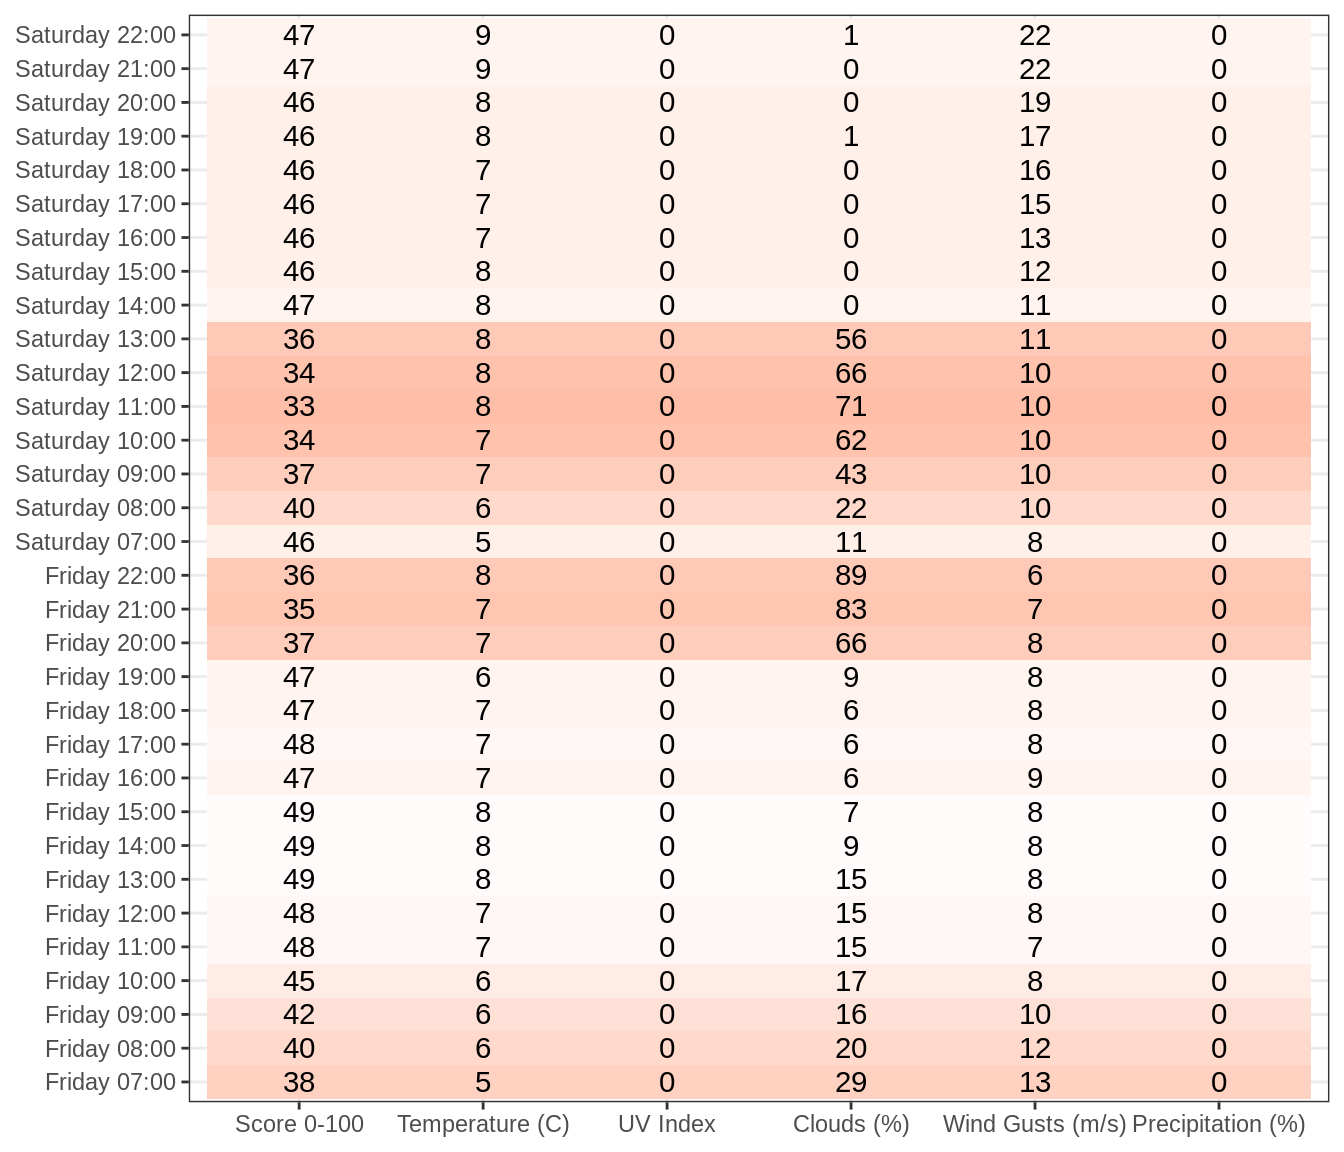 Saturday 22:00 47 9 0 1 22 0
Saturday 21:00 47 9 0 0 22 0
Saturday 20:00 46 8 0 0 19 0
Saturday 19:00 46 8 0 1 17 0
Saturday 18:00 46 7 0 0 16 0
Saturday 17:00 46 7 0 0 15 0
Saturday 16:00 46 7 0 0 13 0
Saturday 15:00 46 8 0 0 12 0
Saturday 14:00 47 8 0 0 11 0
Saturday 13:00 36 8 0 56 11 0
Saturday 12:00 34 8 0 66 10 0
Saturday 11:00 33 8 0 71 10 0
Saturday 10:00 34 7 0 62 10 0
Saturday 09:00 37 7 0 43 10 0
Saturday 08:00 40 6 0 22 10 0
Saturday 07:00 46 5 0 11 8 0
Friday 22:00 36 8 0 89 6 0
Friday 21:00 35 7 0 83 7 0
Friday 20:00 37 7 0 66 8 0
Friday 19:00 47 6 0 9 8 0
Friday 18:00 47 7 0 6 8 0
Friday 17:00 48 7 0 6 8 0
Friday 16:00 47 7 0 6 9 0
Friday 15:00 49 8 0 7 8 0
Friday 14:00 49 8 0 9 8 0
Friday 13:00 49 8 0 15 8 0
Friday 12:00 48 7 0 15 8 0
Friday 11:00 48 7 0 15 7 0
Friday 10:00 45 6 0 17 8 0
Friday 09:00 42 6 0 16 10 0
Friday 08:00 40 6 0 20 12 0
Friday 07:00 38 5 0 29 13 0
Score 0-100 Temperature (C) UV Index Clouds (%) Wind Gusts (m/s) Precipitation (%)